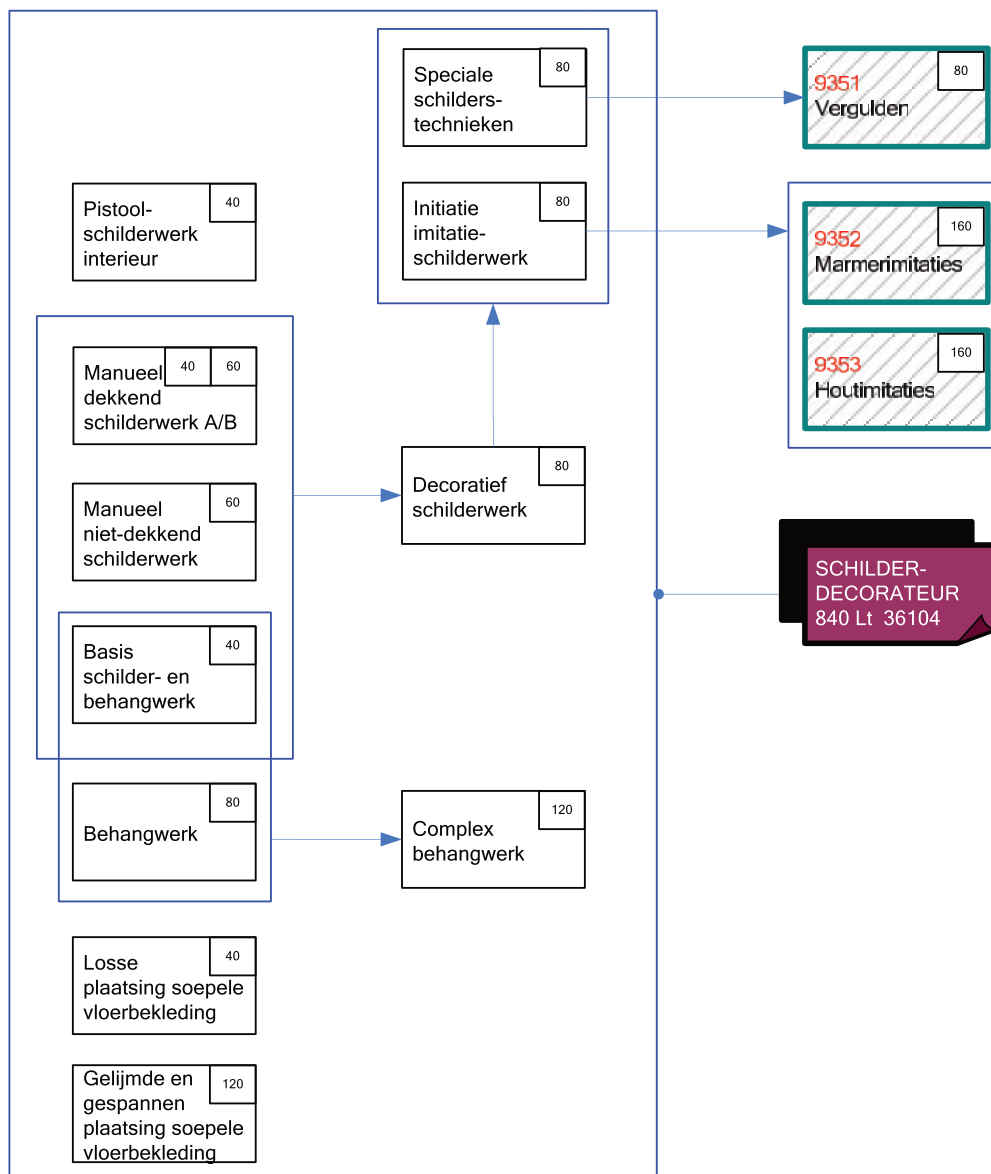 Speciale
schilders-
technieken
80
9351
Vergulden
80
Pistool-
schilderwerk
interieur
40
Initiatie
imitatie-
schilderwerk
80
9352
Marmerimitaties
160
9353
Houtimitaties
160
Manueel
dekkend
schilderwerk A/B
40
60
Manueel
niet-dekkend
schilderwerk
60
Decoratief
schilderwerk
80
SCHILDER-
DECORATEUR
840 Lt 36104
Basis
schilder- en
behangwerk
40
Behangwerk
80
Complex
behangwerk
120
Losse
plaatsing soepele
vloerbekleding
40
Gelijmde en
gespannen
plaatsing soepele
vloerbekleding
120